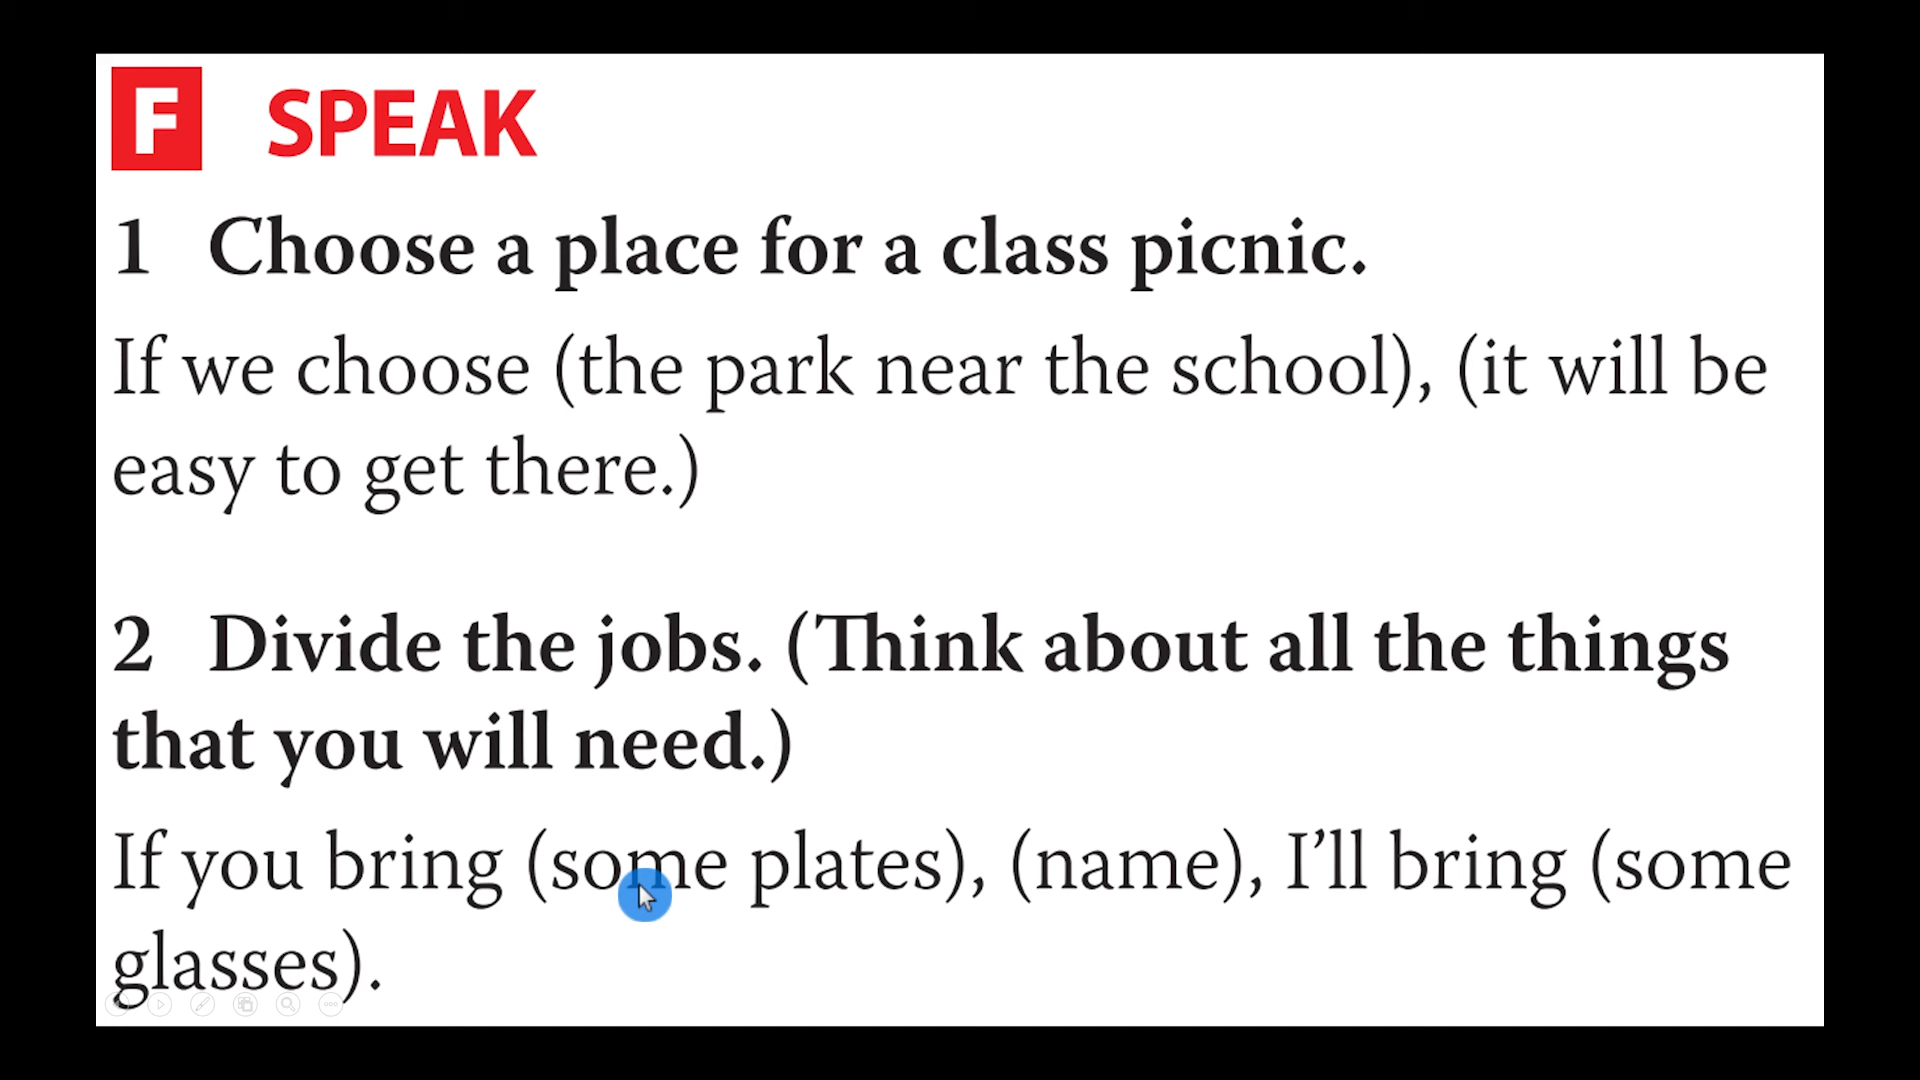 F SPEAK
1 Choose a place for a class picnic.
If we choose (the park near the school), (it will be
easy to get there.)
2 Divide the jobs. (Think about all the things
that you will need.)
If you bring (some plates), (name), I’ll bring (some
glasses).